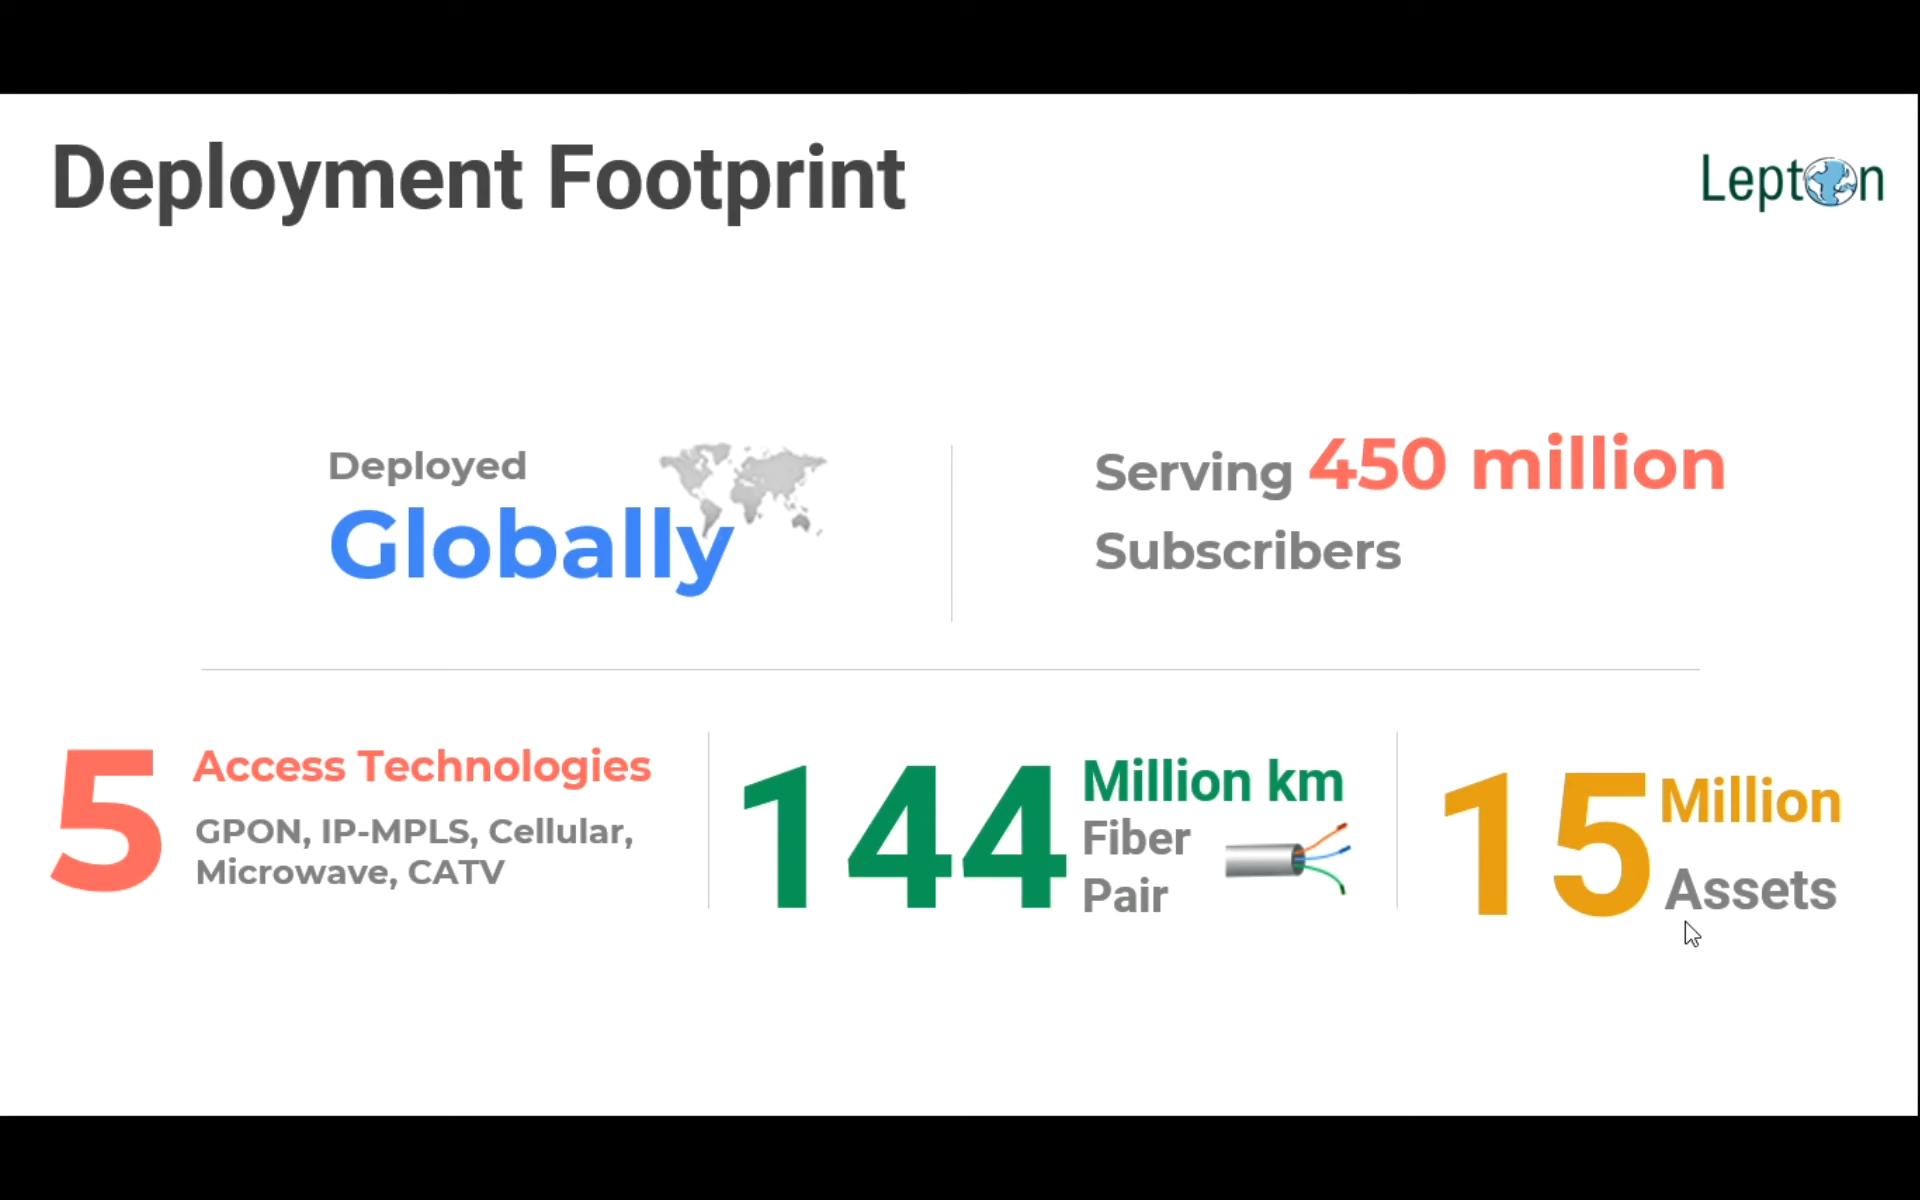 Deployment Footprint
Lepton
Deployed
Globally
Serving 450 million
Subscribers
5
Access Technologies
GPON, IP-MPLS, Cellular,
Microwave, CATV
144
Million km
Fiber
Pair
15
Million
Assets